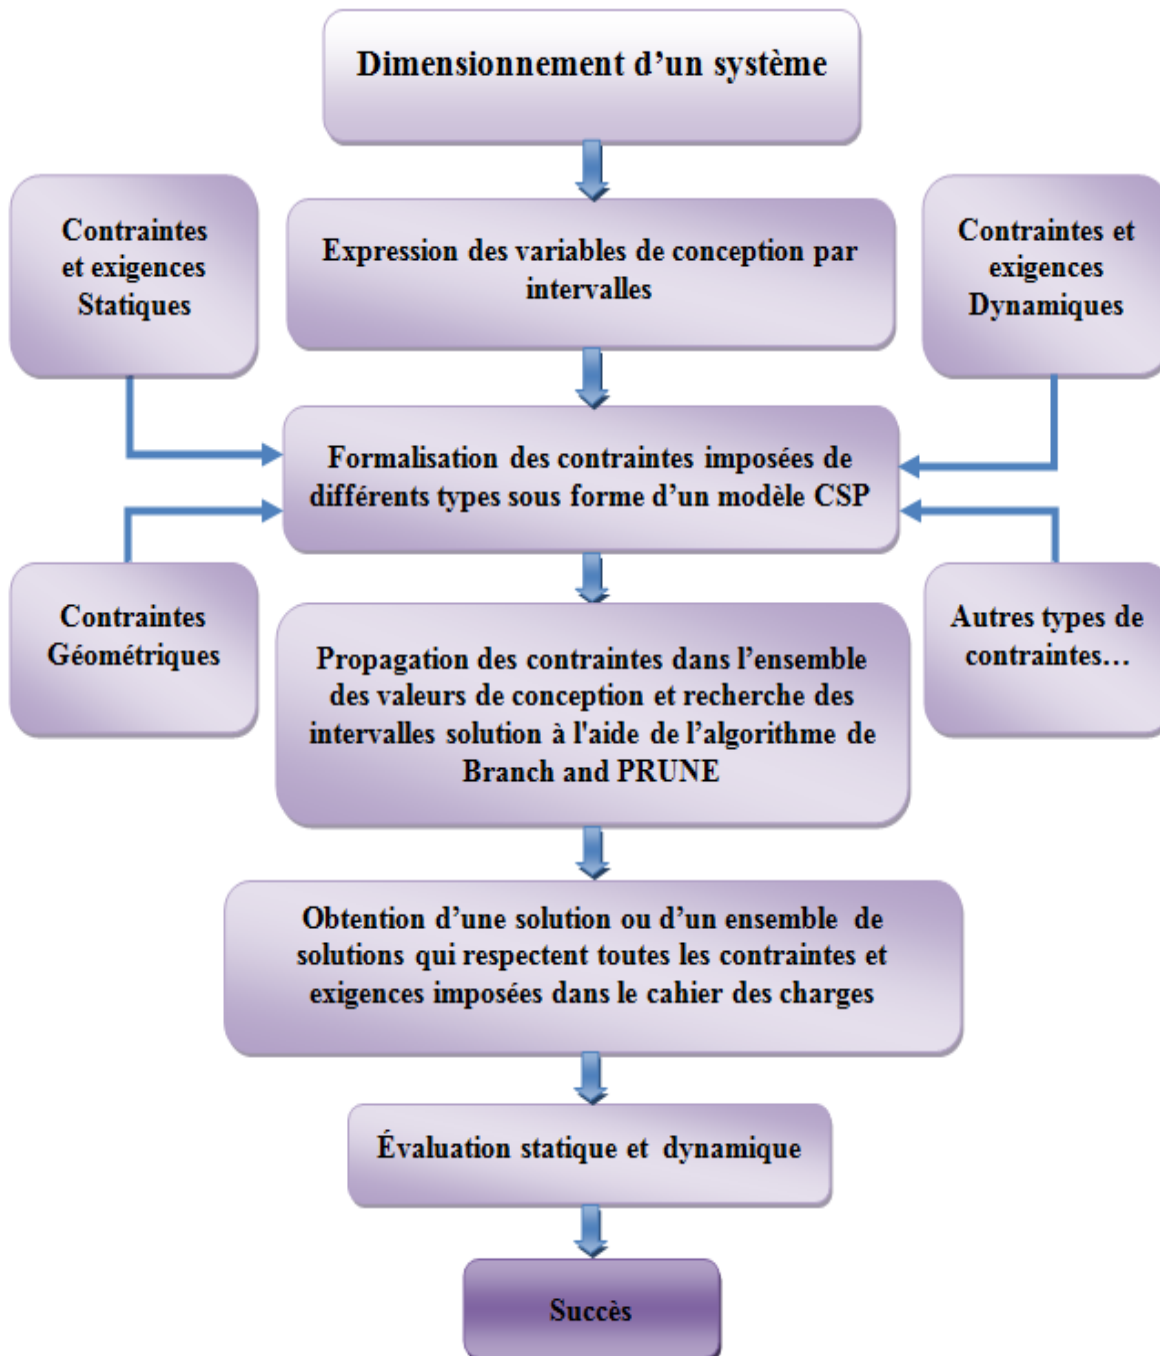 Dimensionnement d’un système
Expression des variables de conception par
intervalles
Contraintes
et exigences
Statiques
Contraintes et
exigences
Dynamiques
Formalisation des contraintes imposées de
différents types sous forme d’un modèle CSP
Contraintes
Géométriques
Autres types de
contraintes…
Propagation des contraintes dans l’ensemble
des valeurs de conception et recherche des
intervalles solution à l'aide de l’algorithme de
Branch and PRUNE
Obtention d’une solution ou d’un ensemble de
solutions qui respectent toutes les contraintes et
exigences imposées dans le cahier des charges
Évaluation statique et dynamique
Succès